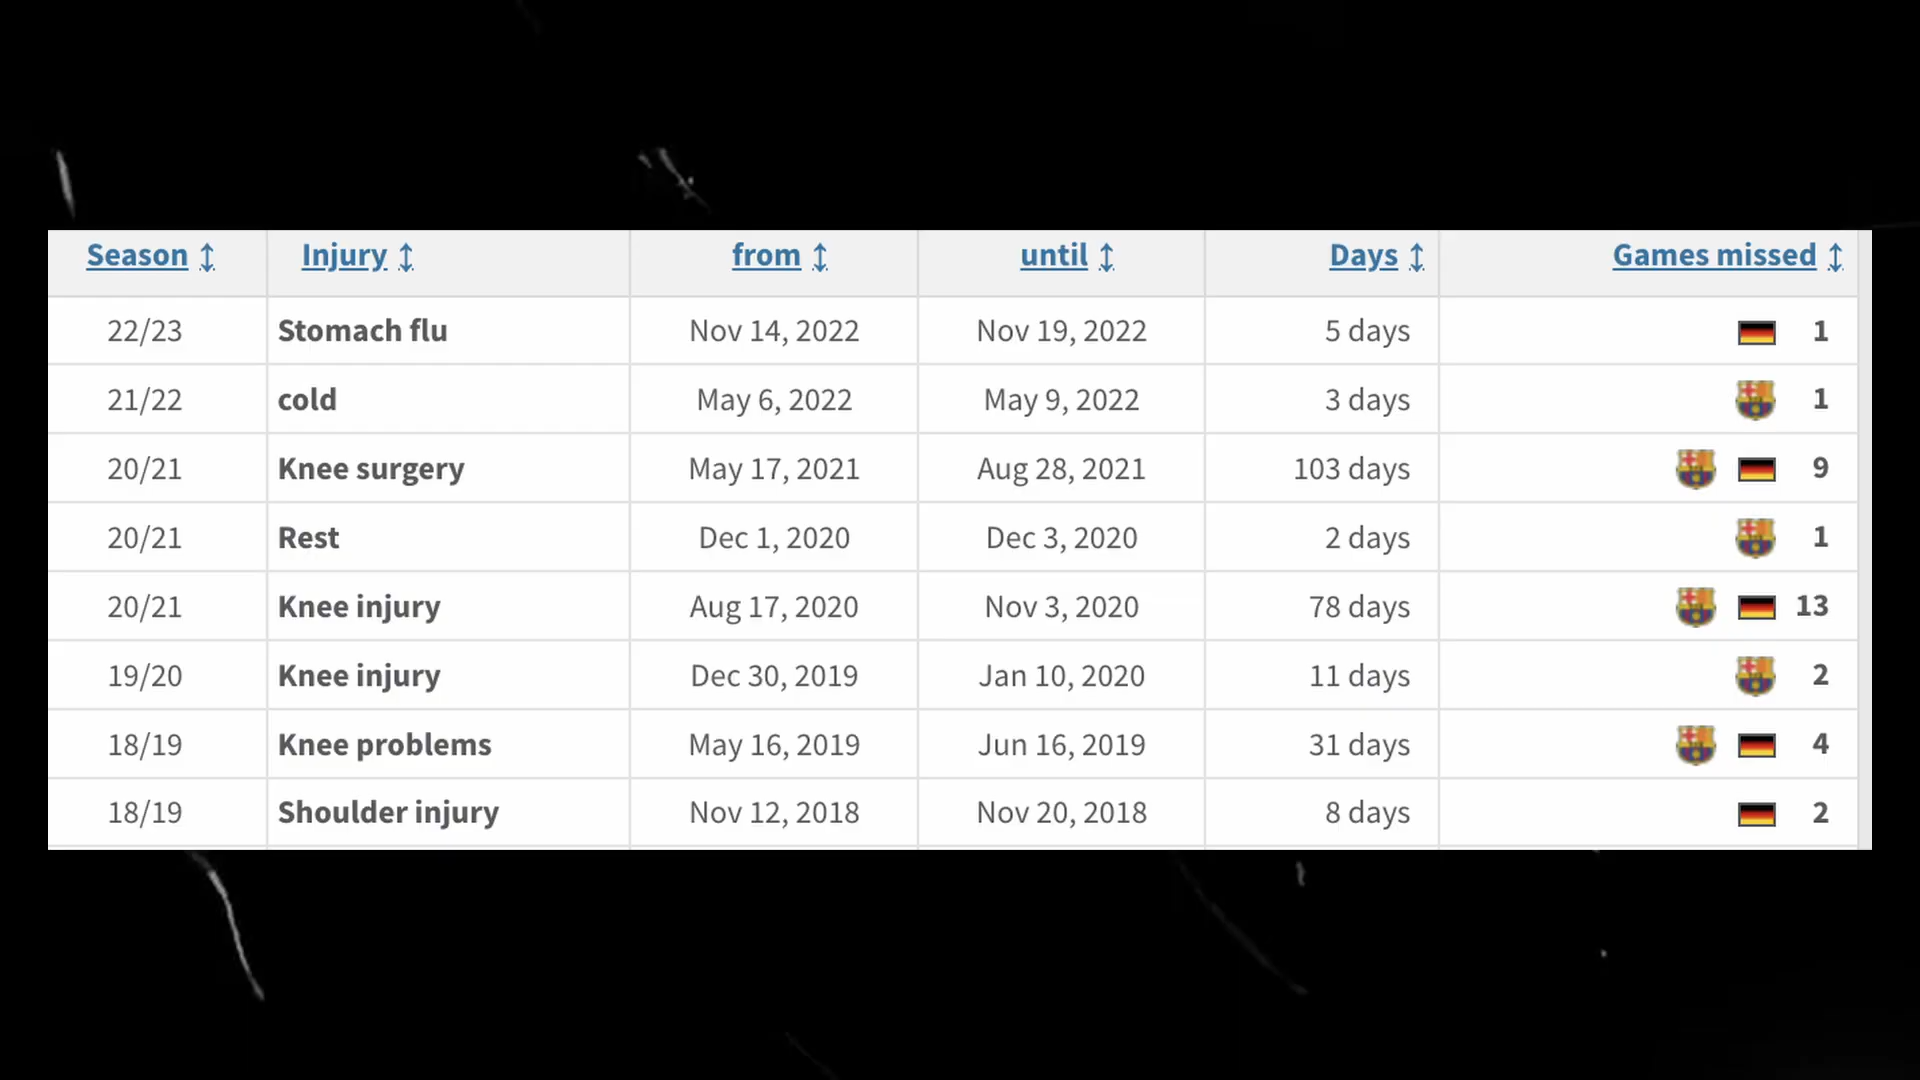 Season ↕ Injury ↕ from ↕ until ↕ Days ↕ Games missed ↕
22/23 Stomach flu Nov 14, 2022 Nov 19, 2022 5 days 1
21/22 cold May 6, 2022 May 9, 2022 3 days 1
20/21 Knee surgery May 17, 2021 Aug 28, 2021 103 days 9
20/21 Rest Dec 1, 2020 Dec 3, 2020 2 days 1
20/21 Knee injury Aug 17, 2020 Nov 3, 2020 78 days 13
19/20 Knee injury Dec 30, 2019 Jan 10, 2020 11 days 2
18/19 Knee problems May 16, 2019 Jun 16, 2019 31 days 4
18/19 Shoulder injury Nov 12, 2018 Nov 20, 2018 8 days 2